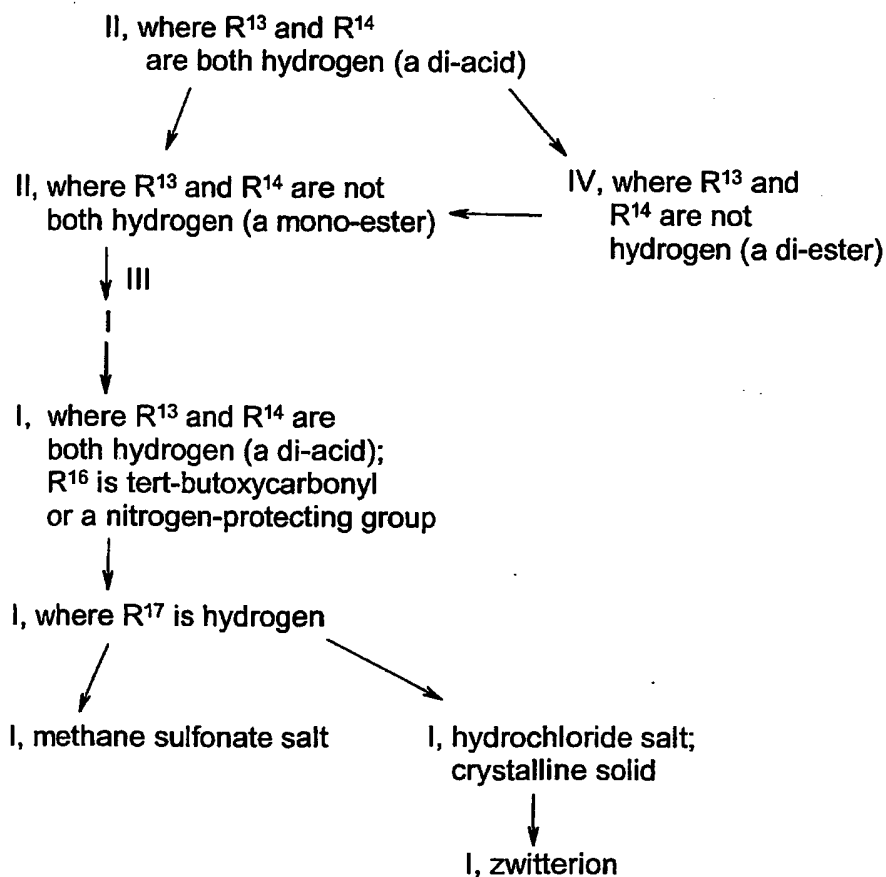 II, where R¹³ and R¹⁴
are both hydrogen (a di-acid)
II, where R¹³ and R¹⁴ are not
both hydrogen (a mono-ester)
IV, where R¹³ and
R¹⁴ are not
hydrogen (a di-ester)
III
I
I, where R¹³ and R¹⁴ are
both hydrogen (a di-acid);
R¹⁶ is tert-butoxycarbonyl
or a nitrogen-protecting group
I, where R¹⁷ is hydrogen
I, methane sulfonate salt
I, hydrochloride salt;
crystalline solid
I, zwitterion